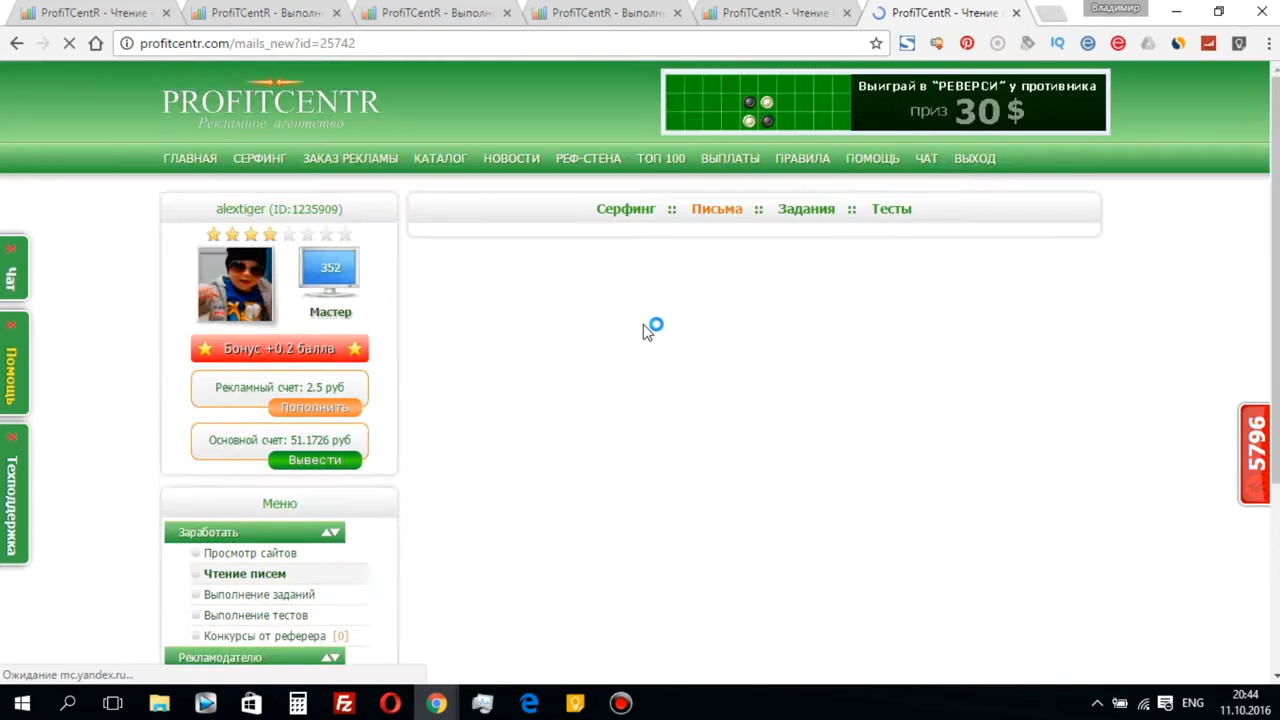 ProfiTCentR - Чтение
ProfiTCentR - Выполн
ProfiTCentR - Выполн
ProfiTCentR - Выполн
ProfiTCentR - Чтение
ProfiTCentR - Чтение
Владимир
profitcentr.com/mails_new?id=25742
PROFITCENTR
Рекламное агентство
Выиграй в “РЕВЕРСИ” у противника
приз 30 $
ГЛАВНАЯ СЕРФИНГ ЗАКАЗ РЕКЛАМЫ КАТАЛОГ НОВОСТИ РЕФ-СТЕНА ТОП 100 ВЫПЛАТЫ ПРАВИЛА ПОМОЩЬ ЧАТ ВЫХОД
alextiger (ID:1235909)
Серфинг :: Письма :: Задания :: Тесты
352
Мастер
Бонус +0.2 балла
Рекламный счет: 2.5 руб
Пополнить
Основной счет: 51.1726 руб
Вывести
Меню
Заработать
Просмотр сайтов
Чтение писем
Выполнение заданий
Выполнение тестов
Конкурсы от реферера [0]
Рекламодателю
Чат
Помощь
Техподдержка
5796
Ожидание mc.yandex.ru...
ENG
20:44
11.10.2016